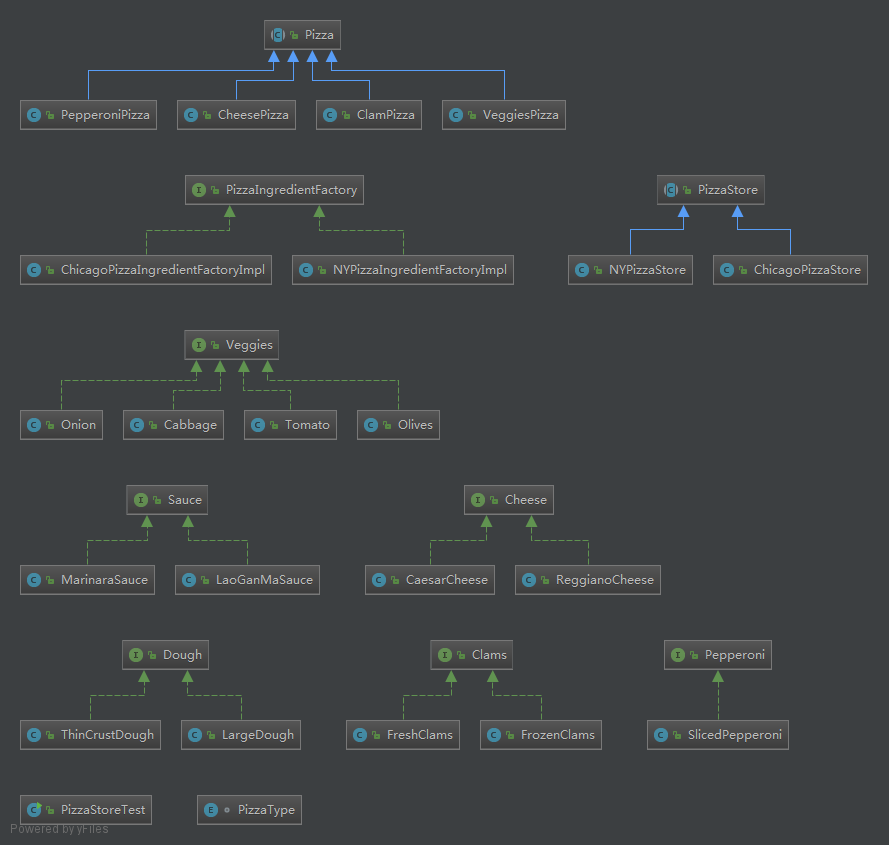 Pizza
PepperoniPizza
CheesePizza
ClamPizza
VeggiesPizza
PizzaIngredientFactory
PizzaStore
ChicagoPizzaIngredientFactoryImpl
NYPizzaIngredientFactoryImpl
NYPizzaStore
ChicagoPizzaStore
Veggies
Onion
Cabbage
Tomato
Olives
Sauce
Cheese
MarinaraSauce
LaoGanMaSauce
CaesarCheese
ReggianoCheese
Dough
Clams
Pepperoni
ThinCrustDough
LargeDough
FreshClams
FrozenClams
SlicedPepperoni
PizzaStoreTest
PizzaType
Powered by yFiles